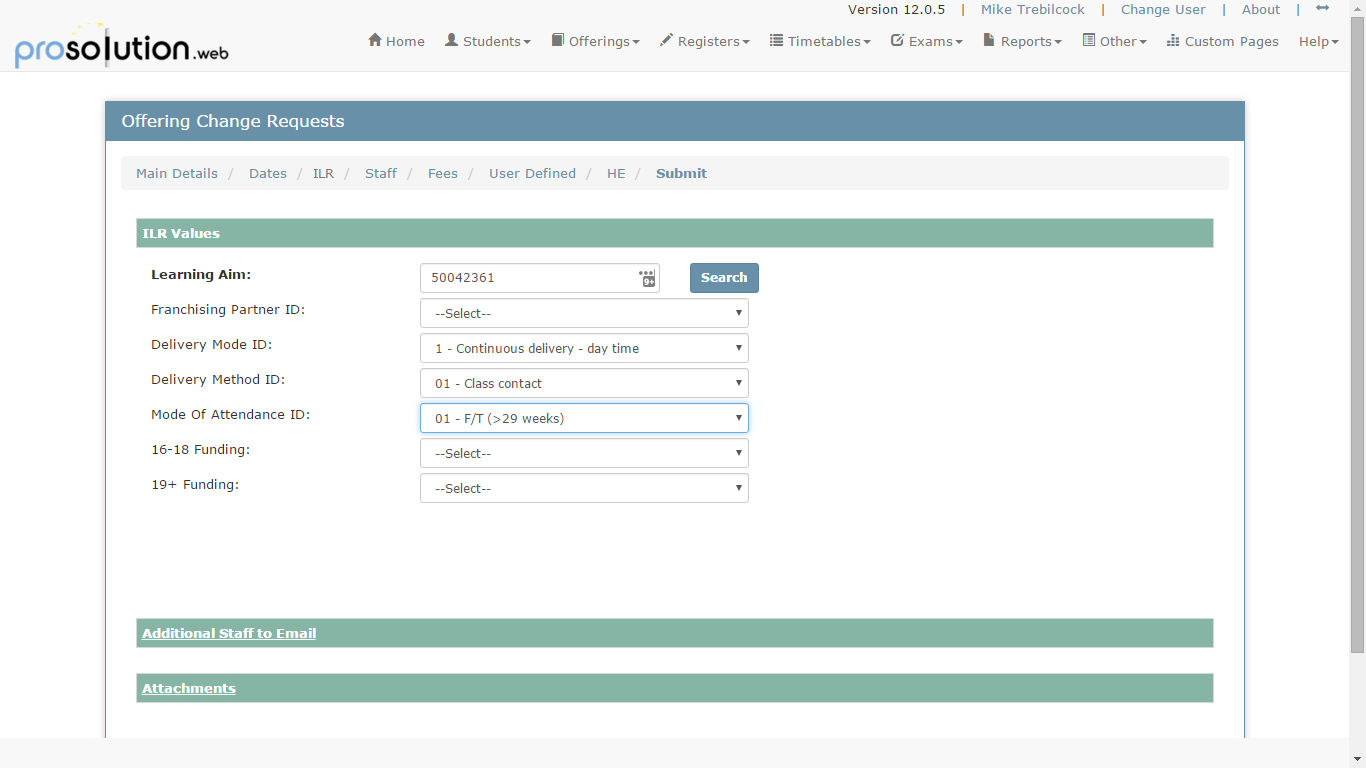 Version 12.0.5 | Mike Trebilcock | Change User | About |
prosolution.web
Home Students Offerings Registers Timetables Exams Reports Other Custom Pages Help
Offering Change Requests
Main Details / Dates / ILR / Staff / Fees / User Defined / HE / Submit
ILR Values
Learning Aim: 50042361 9+ Search
Franchising Partner ID: --Select--
Delivery Mode ID: 1 - Continuous delivery - day time
Delivery Method ID: 01 - Class contact
Mode Of Attendance ID: 01 - F/T (>29 weeks)
16-18 Funding: --Select--
19+ Funding: --Select--
Additional Staff to Email
Attachments